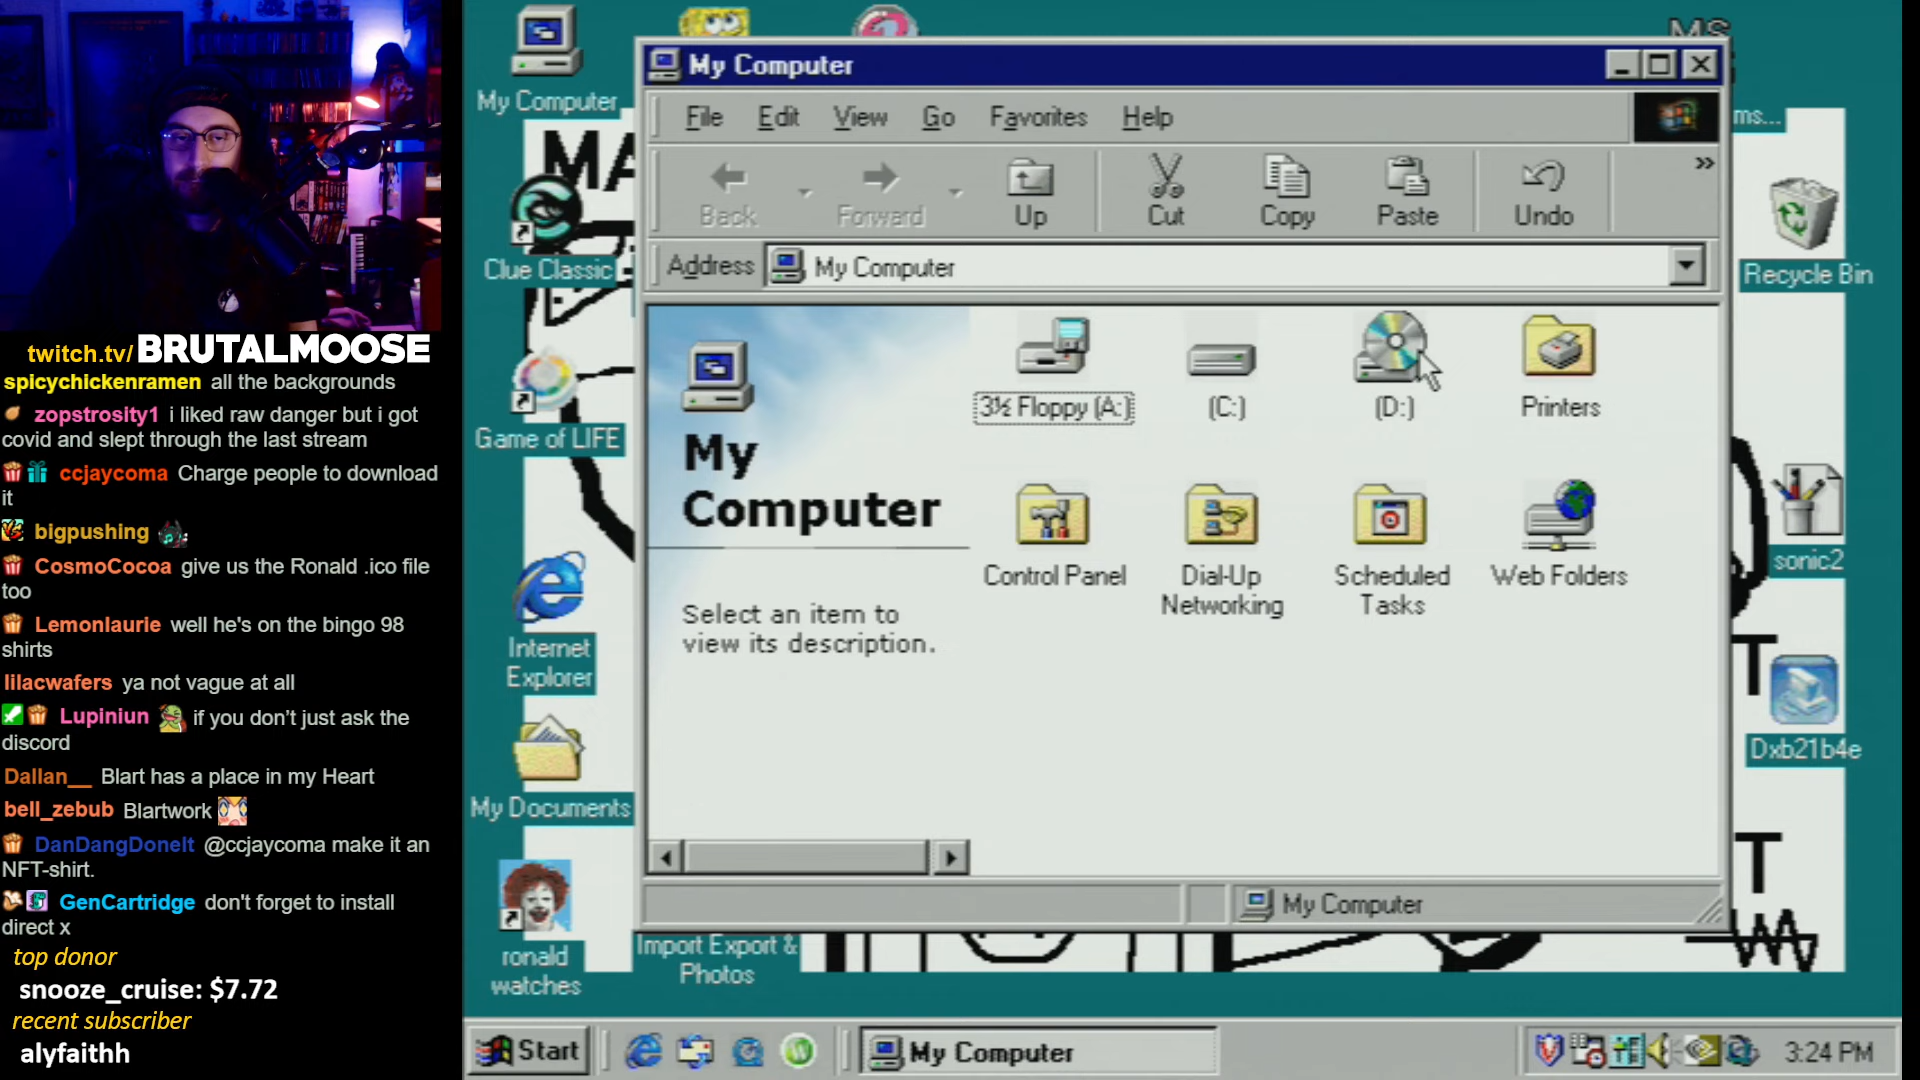 twitch.tv/BRUTALMOOSE
spicychickenramen all the backgrounds
zopstrosity1 i liked raw danger but i got
covid and slept through the last stream
ccjaycoma Charge people to download
it
bigpushing
CosmoCocoa give us the Ronald .ico file
too
Lemonlaurie well he's on the bingo 98
shirts
lilacwafers ya not vague at all
Lupiniun if you don't just ask the
discord
Dallan__ Blart has a place in my Heart
bell_zebub Blartwork
DanDangDoneIt @ccjaycoma make it an
NFT-shirt.
GenCartridge don't forget to install
direct x
top donor
snooze_cruise: $7.72
recent subscriber
alyfaithh
My Computer
MA
Clue Classic
Game of LIFE
Internet
Explorer
My Documents
ronald
watches
Import Export &
Photos
MS
ms...
Recycle Bin
sonic2
T
Dxb21b4e
T
My Computer
File Edit View Go Favorites Help
Back Forward Up Cut Copy Paste Undo »
Address My Computer
My
Computer
Select an item to
view its description.
3½ Floppy (A:) (C:) (D:) Printers
Control Panel Dial-Up
Networking Scheduled
Tasks Web Folders
My Computer
Start My Computer 3:24 PM